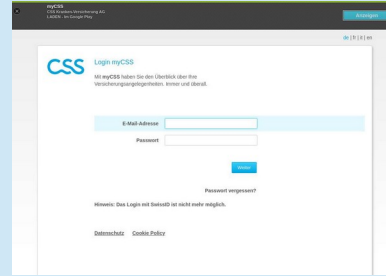 myCSS
CSS Kranken-Versicherung AG
LADEN - Im Google Play
Anzeigen
de | fr | it | en
CSS
Login myCSS
Mit myCSS haben Sie den Überblick über Ihre
Versicherungsangelegenheiten. Immer und überall.
E-Mail-Adresse
Passwort
Weiter
Passwort vergessen?
Hinweis: Das Login mit SwissID ist nicht mehr möglich.
Datenschutz Cookie Policy